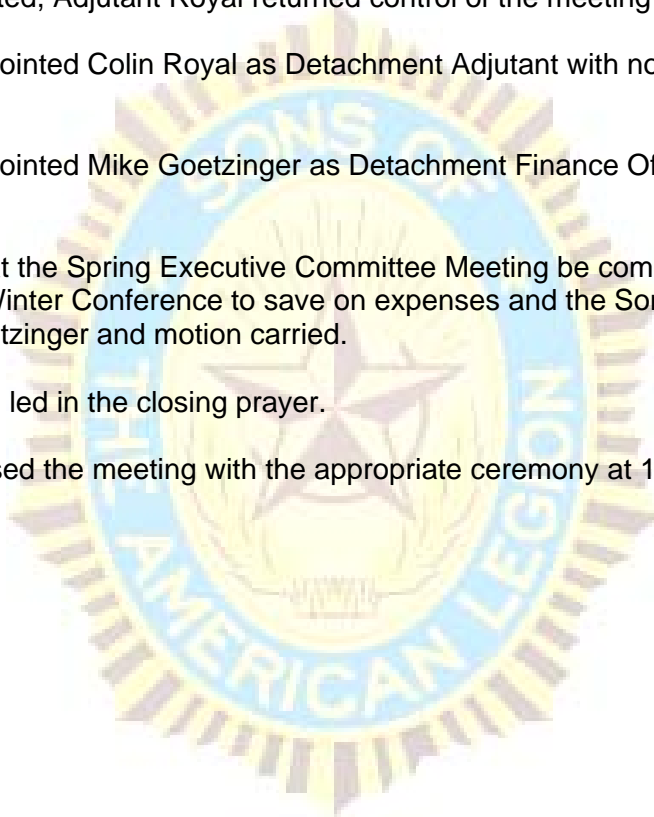 ted, Adjutant Royal returned control of the meeting
ointed Colin Royal as Detachment Adjutant with no
ointed Mike Goetzinger as Detachment Finance Of
t the Spring Executive Committee Meeting be com
Winter Conference to save on expenses and the Sor
tzinger and motion carried.
led in the closing prayer.
sed the meeting with the appropriate ceremony at 1
SONS OF
THE AMERICAN LEGION